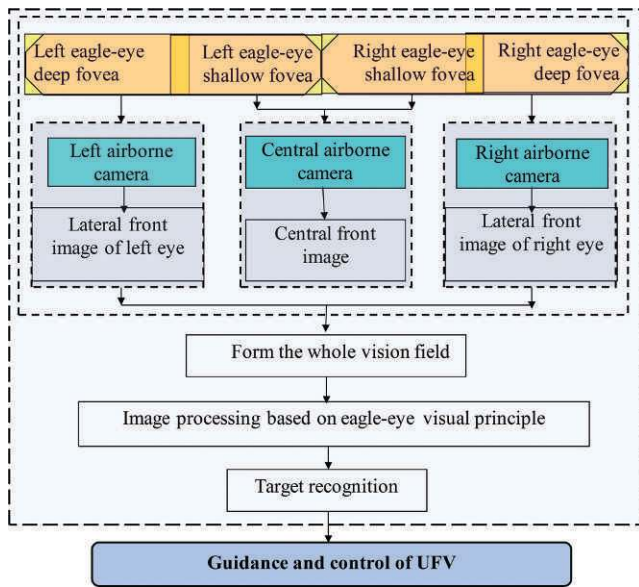 Left eagle-eye
deep fovea
Left eagle-eye
shallow fovea
Right eagle-eye
shallow fovea
Right eagle-eye
deep fovea
Left airborne
camera
Central airborne
camera
Right airborne
camera
Lateral front
image of left eye
Central front
image
Lateral front
image of right eye
Form the whole vision field
Image processing based on eagle-eye visual principle
Target recognition
Guidance and control of UFV